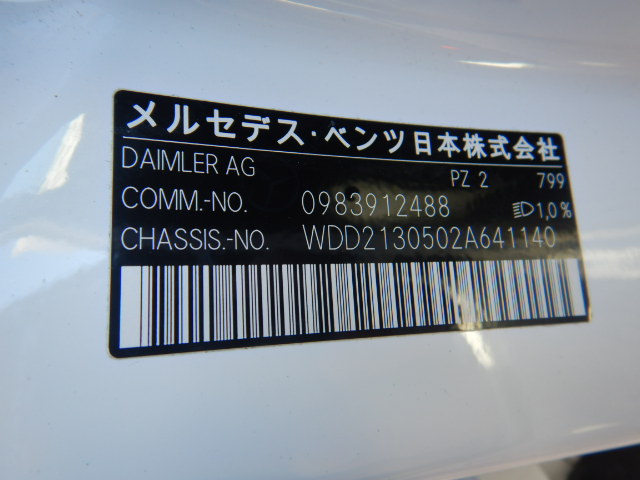 メルセデス・ベンツ日本株式会社
DAIMLER AG PZ 2 799
COMM.-NO. 0983912488 1,0%
CHASSIS.-NO. WDD2130502A641140